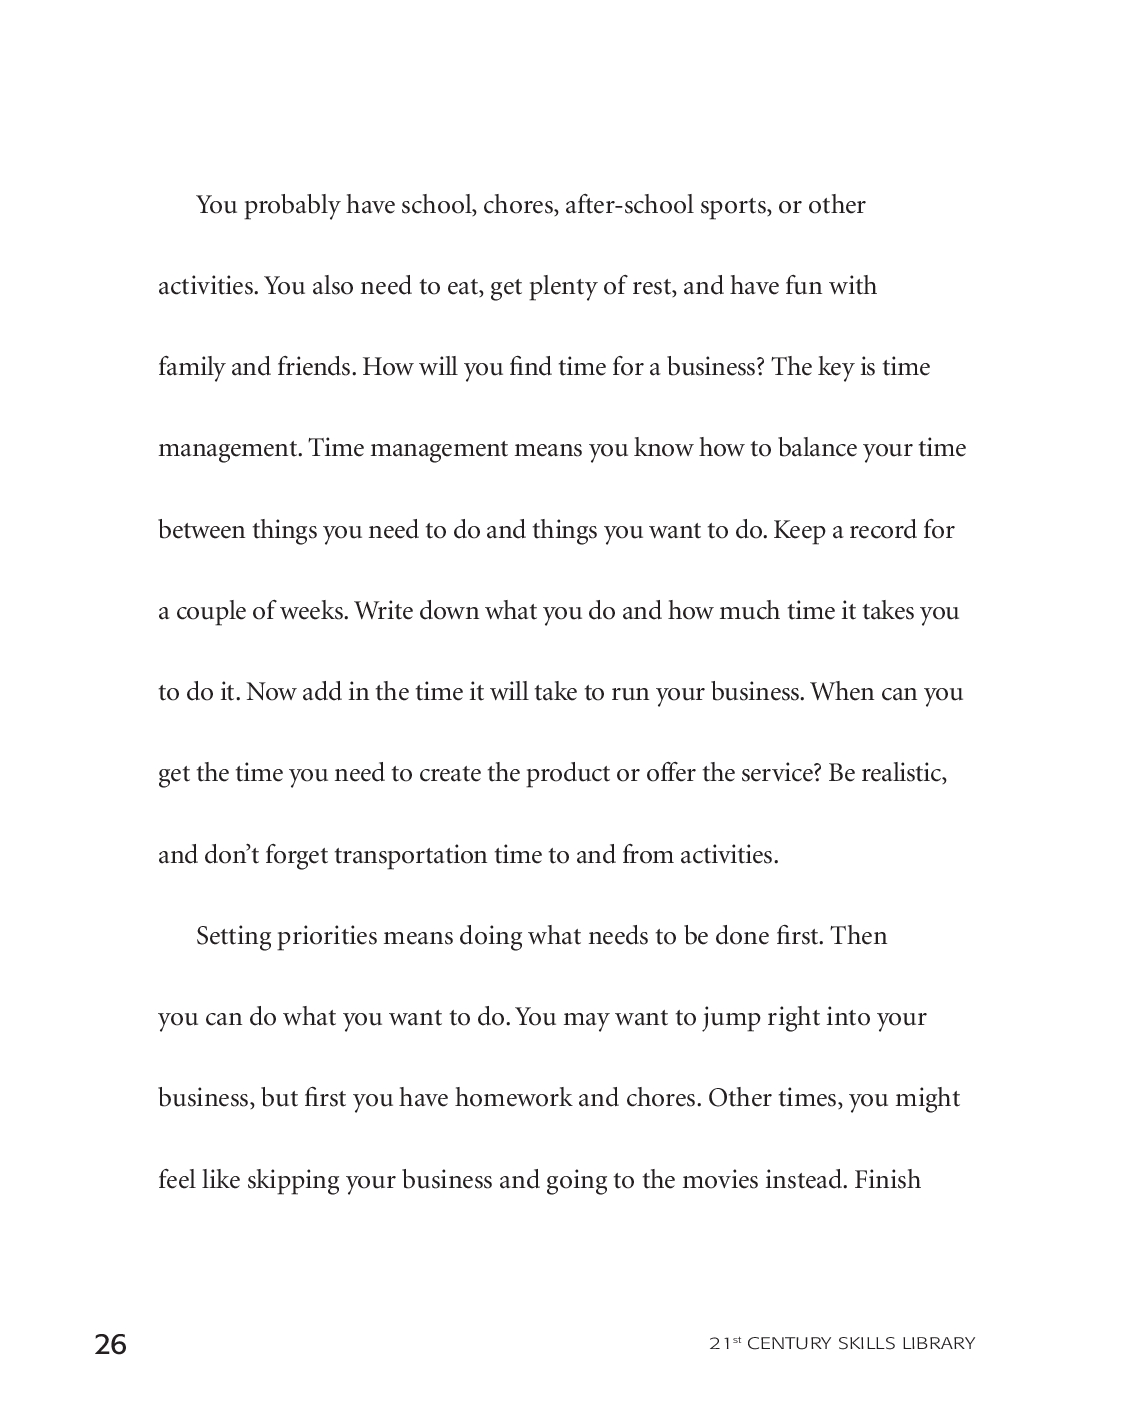 You probably have school, chores, after-school sports, or other
activities. You also need to eat, get plenty of rest, and have fun with
family and friends. How will you find time for a business? The key is time
management. Time management means you know how to balance your time
between things you need to do and things you want to do. Keep a record for
a couple of weeks. Write down what you do and how much time it takes you
to do it. Now add in the time it will take to run your business. When can you
get the time you need to create the product or offer the service? Be realistic,
and don’t forget transportation time to and from activities.
Setting priorities means doing what needs to be done first. Then
you can do what you want to do. You may want to jump right into your
business, but first you have homework and chores. Other times, you might
feel like skipping your business and going to the movies instead. Finish
26
21st CENTURY SKILLS LIBRARY